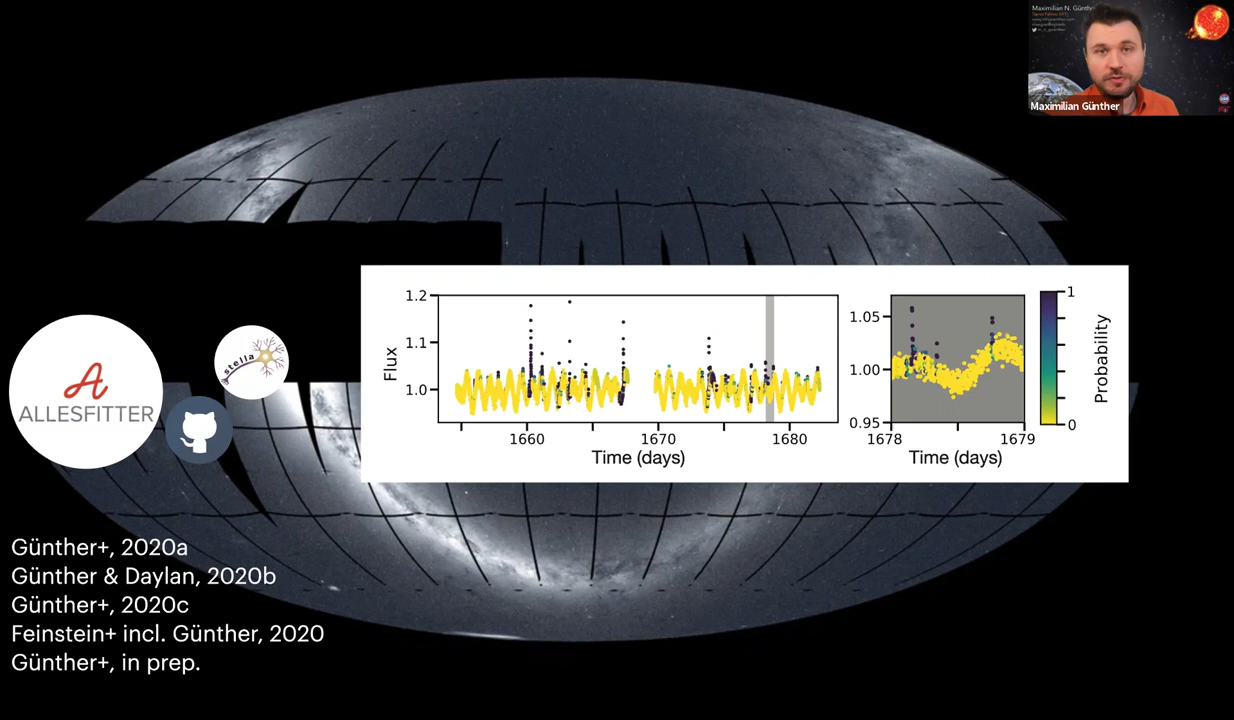 Maximilian N. Günther
Maximilian Günther
1.2
1.1
1.0
Flux
1660
1670
1680
Time (days)
1.05
1.00
0.95
1678
1679
Time (days)
1
0
Probability
stella
ALLESFITTER
Günther+, 2020a
Günther & Daylan, 2020b
Günther+, 2020c
Feinstein+ incl. Günther, 2020
Günther+, in prep.